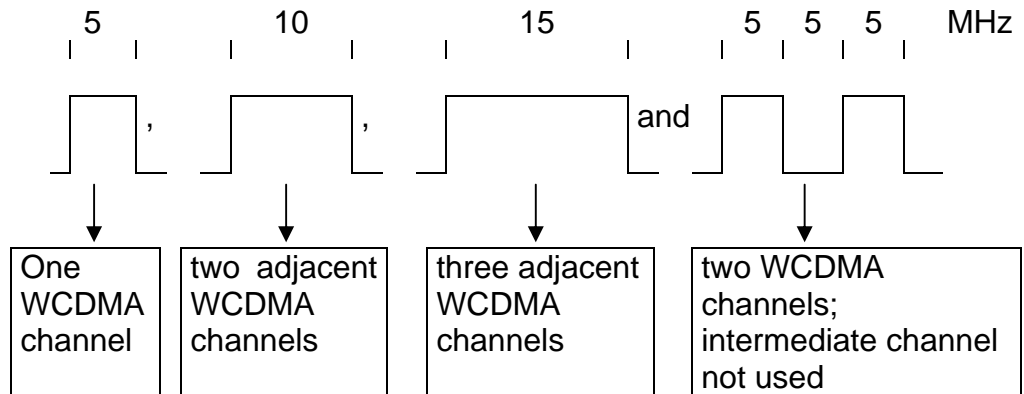 5 10 15 5 5 5 MHz
, , and
One
WCDMA
channel
two adjacent
WCDMA
channels
three adjacent
WCDMA
channels
two WCDMA
channels;
intermediate channel
not used